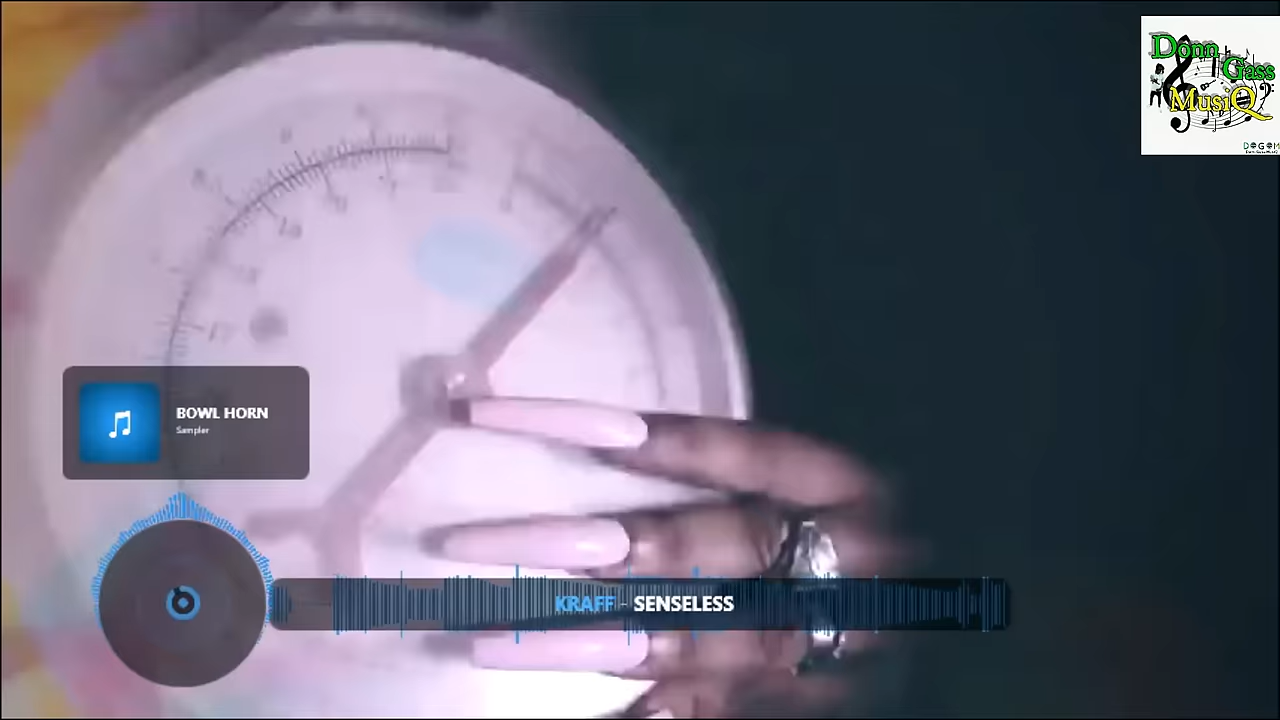 Donn
Gass
MusiQ
BOWL HORN
Sampler
KRAFF - SENSELESS